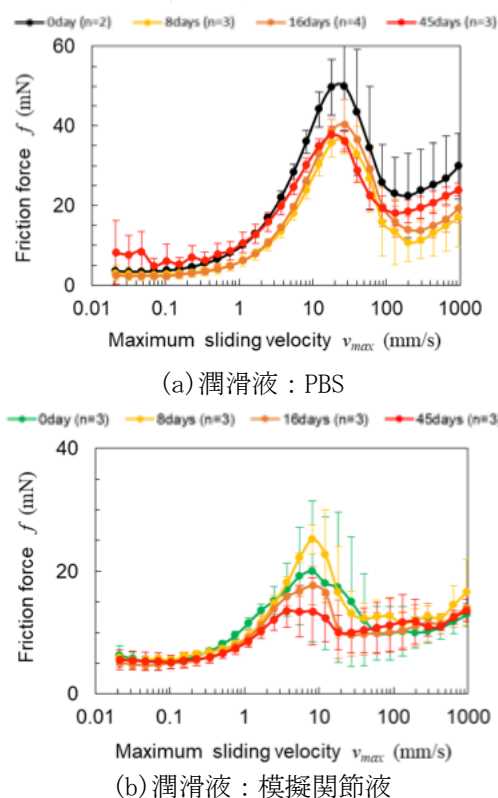 0day (n=2) 8days (n=3) 16days (n=4) 45days (n=3)
60
40
20
0
Friction force f (mN)
0.01 0.1 1 10 100 1000
Maximum sliding velocity vmax (mm/s)
(a)潤滑液：PBS
0day (n=3) 8days (n=3) 16days (n=3) 45days (n=3
40
20
0
Friction force f (mN)
0.01 0.1 1 10 100 1000
Maximum sliding velocity vmax (mm/s)
(b)潤滑液：模擬関節液